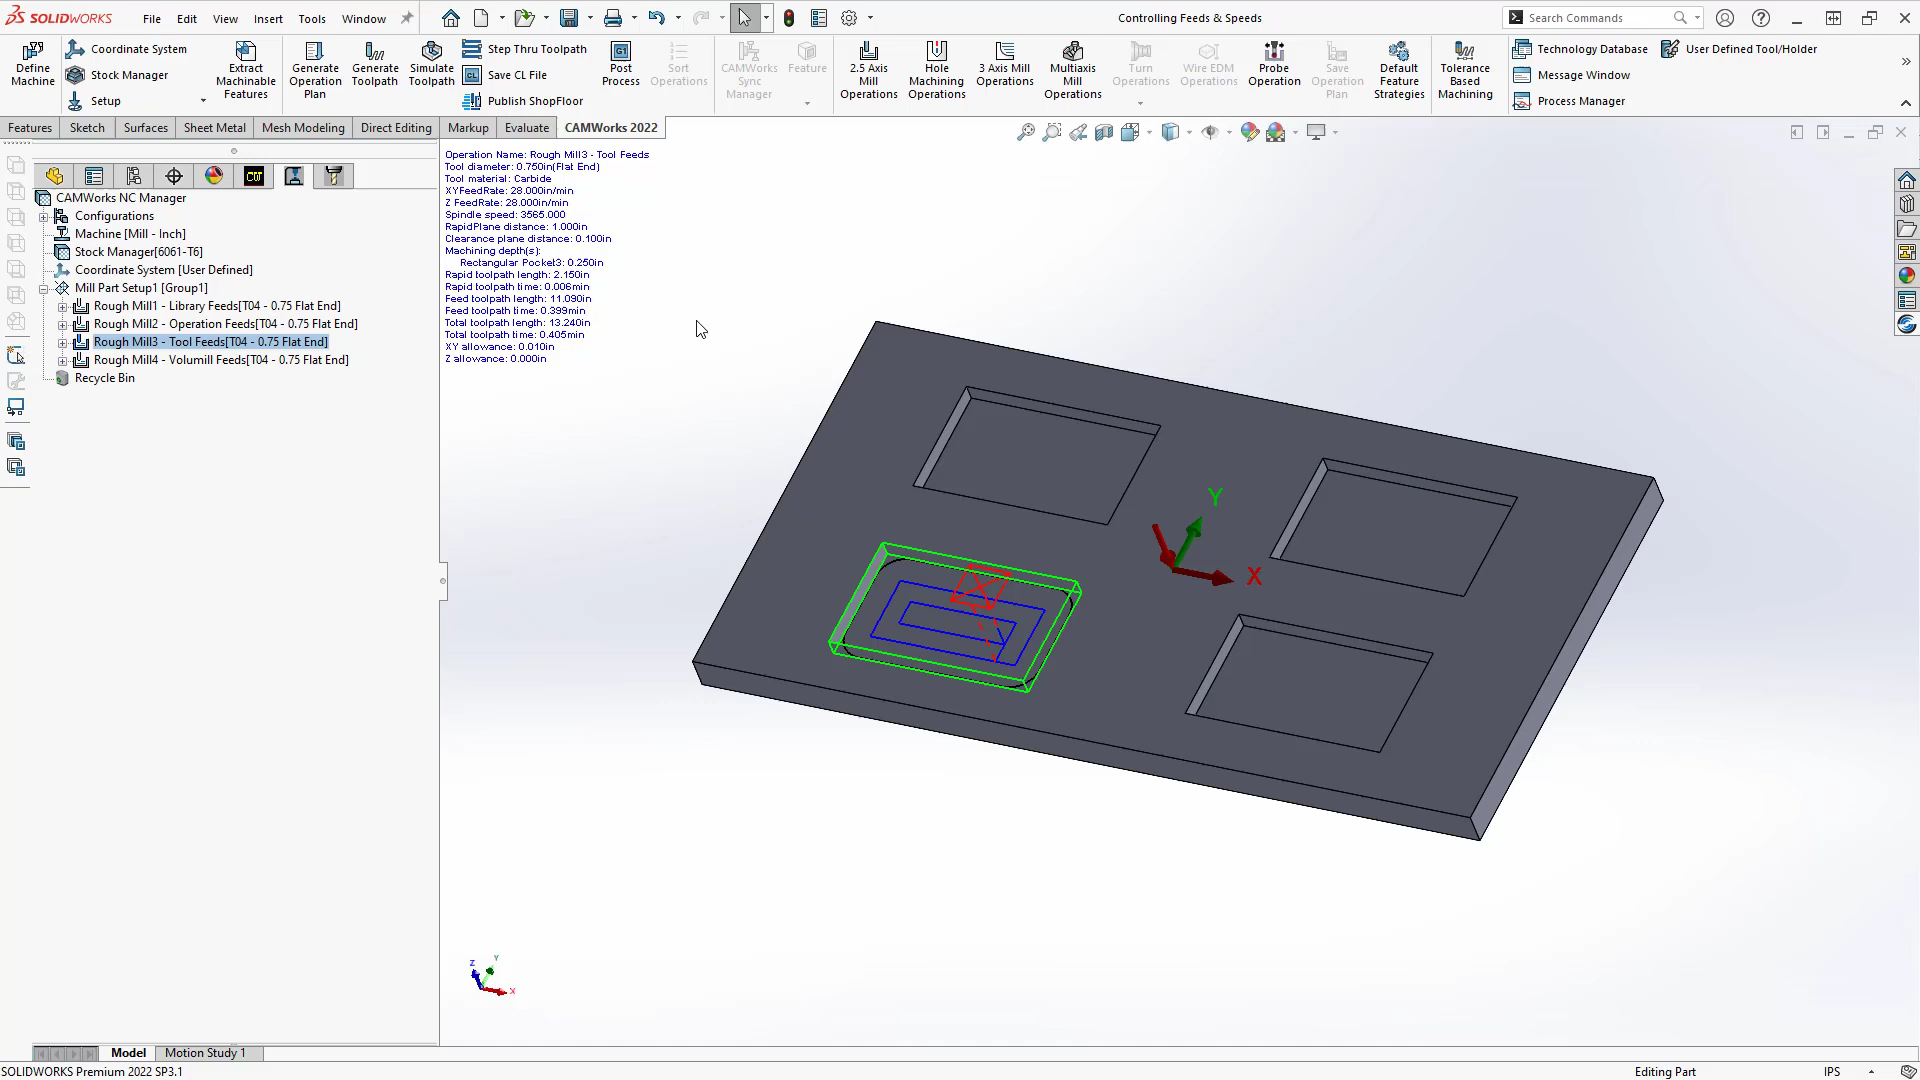 SOLIDWORKS
File Edit View Insert Tools Window
Controlling Feeds & Speeds
Search Commands
Define Machine
Coordinate System
Stock Manager
Setup
Extract Machinable Features
Generate Operation Plan
Generate Toolpath
Simulate Toolpath
Step Thru Toolpath
Save CL File
Publish ShopFloor
G1
CL
Post Process
Sort Operations
CAMWorks Sync Manager
Feature
2.5 Axis Mill Operations
Hole Machining Operations
3 Axis Mill Operations
Multiaxis Mill Operations
Turn Operations
Wire EDM Operations
Probe Operation
Save Operation Plan
Default Feature Strategies
Tolerance Based Machining
Technology Database
User Defined Tool/Holder
Message Window
Process Manager
Features Sketch Surfaces Sheet Metal Mesh Modeling Direct Editing Markup Evaluate CAMWorks 2022
CW
CAMWorks NC Manager
Configurations
Machine [Mill - Inch]
Stock Manager[6061-T6]
Coordinate System [User Defined]
Mill Part Setup1 [Group1]
Rough Mill1 - Library Feeds[T04 - 0.75 Flat End]
Rough Mill2 - Operation Feeds[T04 - 0.75 Flat End]
Rough Mill3 - Tool Feeds[T04 - 0.75 Flat End]
Rough Mill4 - Volumill Feeds[T04 - 0.75 Flat End]
Recycle Bin
Operation Name: Rough Mill3 - Tool Feeds
Tool diameter: 0.750in(Flat End)
Tool material: Carbide
XYFeedRate: 28.000in/min
Z FeedRate: 28.000in/min
Spindle speed: 3565.000
RapidPlane distance: 1.000in
Clearance plane distance: 0.100in
Machining depth(s):
Rectangular Pocket3: 0.250in
Rapid toolpath length: 2.150in
Rapid toolpath time: 0.006min
Feed toolpath length: 11.090in
Feed toolpath time: 0.399min
Total toolpath length: 13.240in
Total toolpath time: 0.405min
XY allowance: 0.010in
Z allowance: 0.000in
Y
X
Z
Y
X
Model Motion Study 1
SOLIDWORKS Premium 2022 SP3.1
Editing Part
IPS